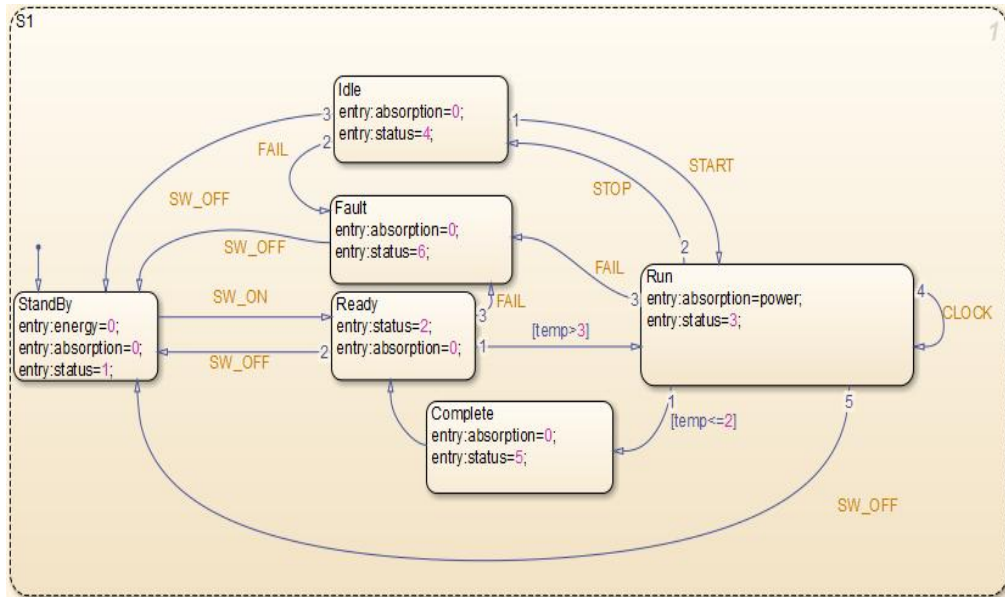 S1
1
Idle
entry:absorption=0;
entry:status=4;
3
2
1
FAIL
START
STOP
SW_OFF
Fault
entry:absorption=0;
entry:status=6;
SW_OFF
2
FAIL
3
Run
entry:absorption=power;
entry:status=3;
4
CLOCK
StandBy
entry:energy=0;
entry:absorption=0;
entry:status=1;
SW_ON
SW_OFF
Ready
entry:status=2;
entry:absorption=0;
2
3
FAIL
1
[temp>3]
Complete
entry:absorption=0;
entry:status=5;
1
[temp<=2]
5
SW_OFF